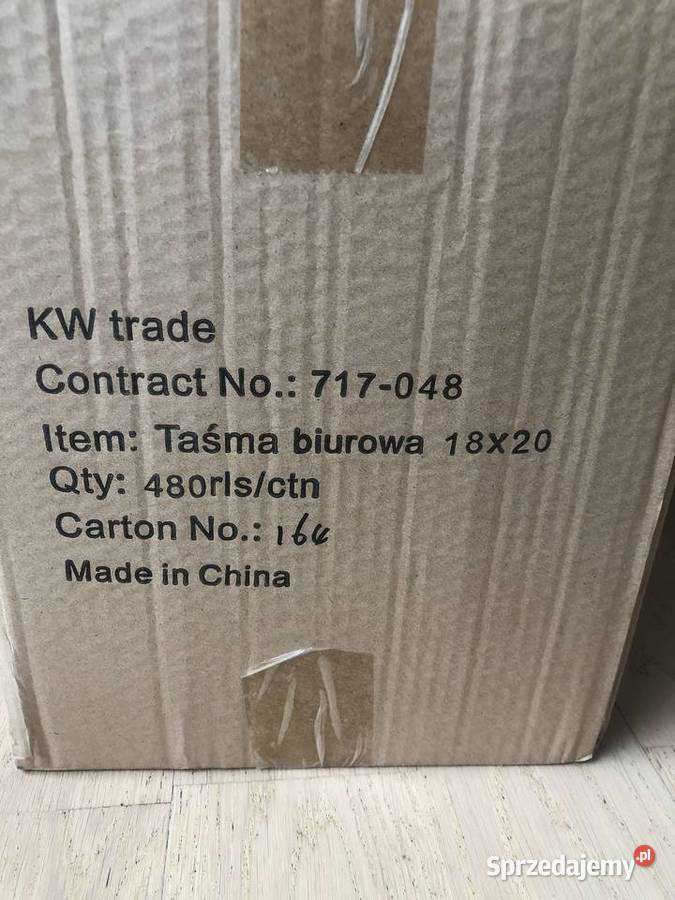 KW trade
Contract No.: 717-048
Item: Taśma biurowa 18X20
Qty: 480rls/ctn
Carton No.:
Made in China
Sprzedajemy.pl